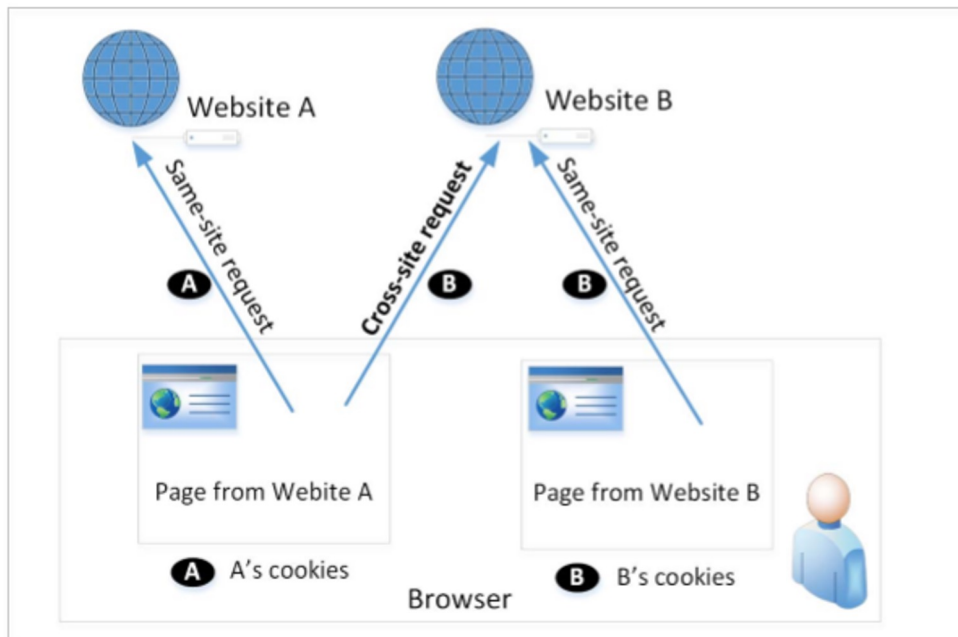 Website A
Website B
Same-site request
Cross-site request
Same-site request
A
B
B
Page from Webite A
Page from Website B
A A's cookies
B B's cookies
Browser